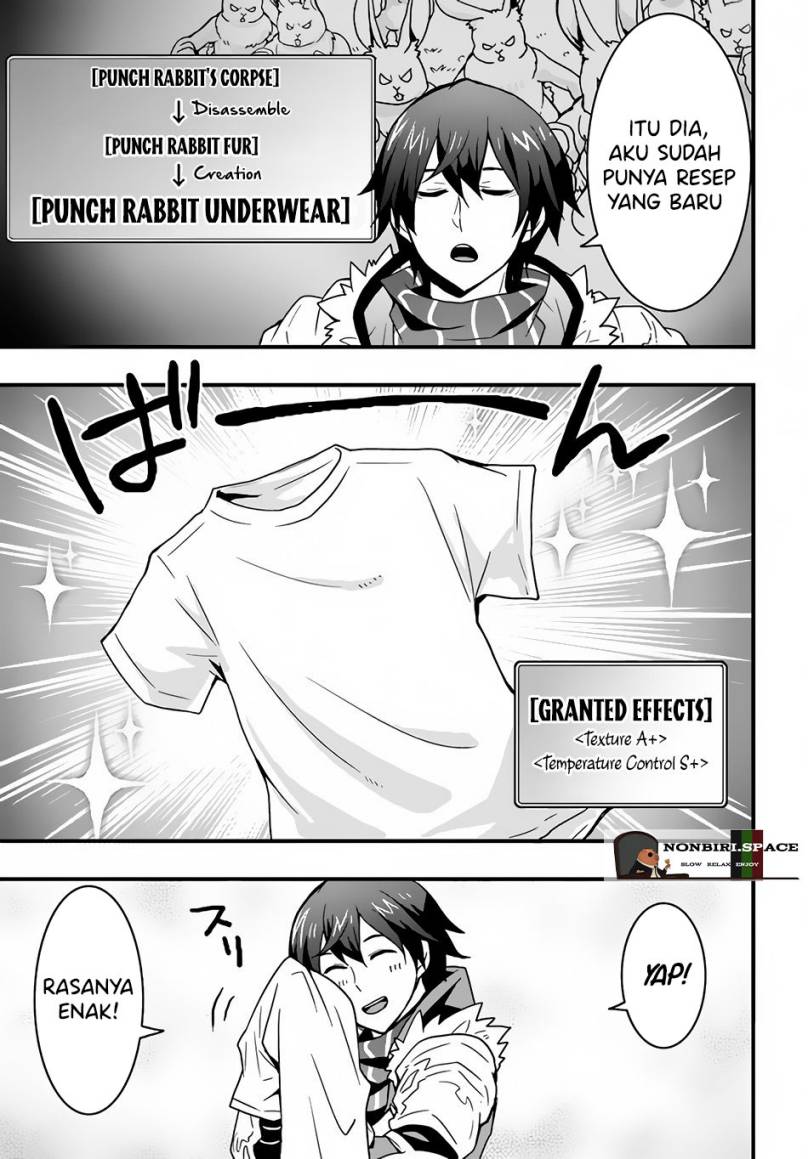 ITU DIA,
AKU SUDAH
PUNYA RESEP
YANG BARU
[PUNCH RABBIT'S CORPSE]
↓ Disassemble
[PUNCH RABBIT FUR]
↓ Creation
[PUNCH RABBIT UNDERWEAR]
ばーん
[GRANTED EFFECTS]
<Texture A+>
<Temperature Control S+>
NONBIRI.SPACE
SLOW RELAX ENJOY
YAP!
スリ
RASANYA
ENAK!